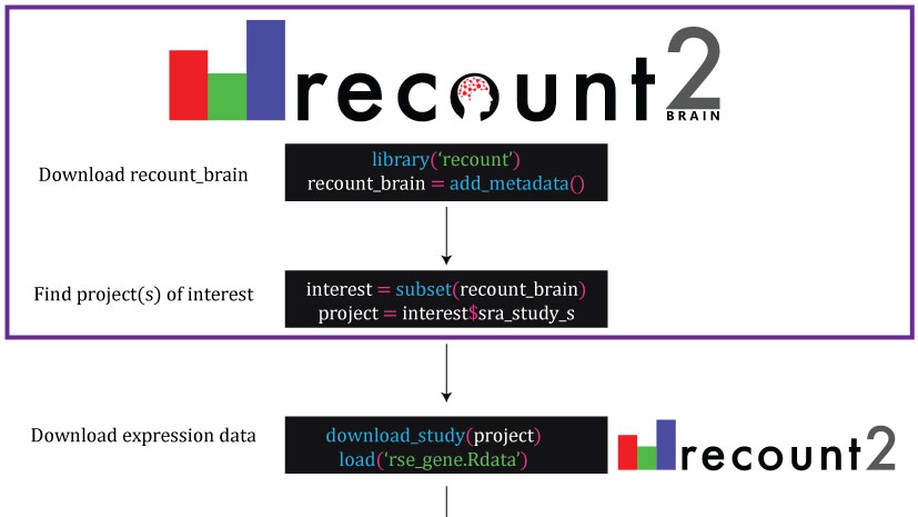 recount2
BRAIN
Download recount_brain
library(‘recount’)
recount_brain = add_metadata()
Find project(s) of interest
interest = subset(recount_brain)
project = interest$sra_study_s
Download expression data
download_study(project)
load(‘rse_gene.Rdata’)
recount2